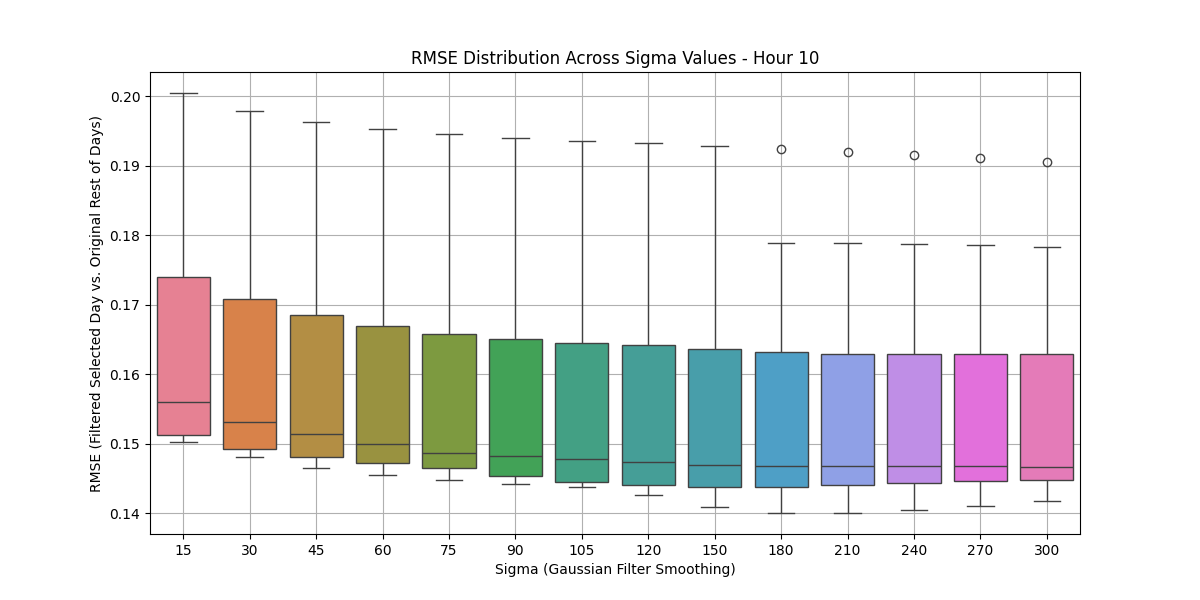 RMSE Distribution Across Sigma Values - Hour 10
RMSE (Filtered Selected Day vs. Original Rest of Days)
0.20
0.19
0.18
0.17
0.16
0.15
0.14
15 30 45 60 75 90 105 120 150 180 210 240 270 300
Sigma (Gaussian Filter Smoothing)